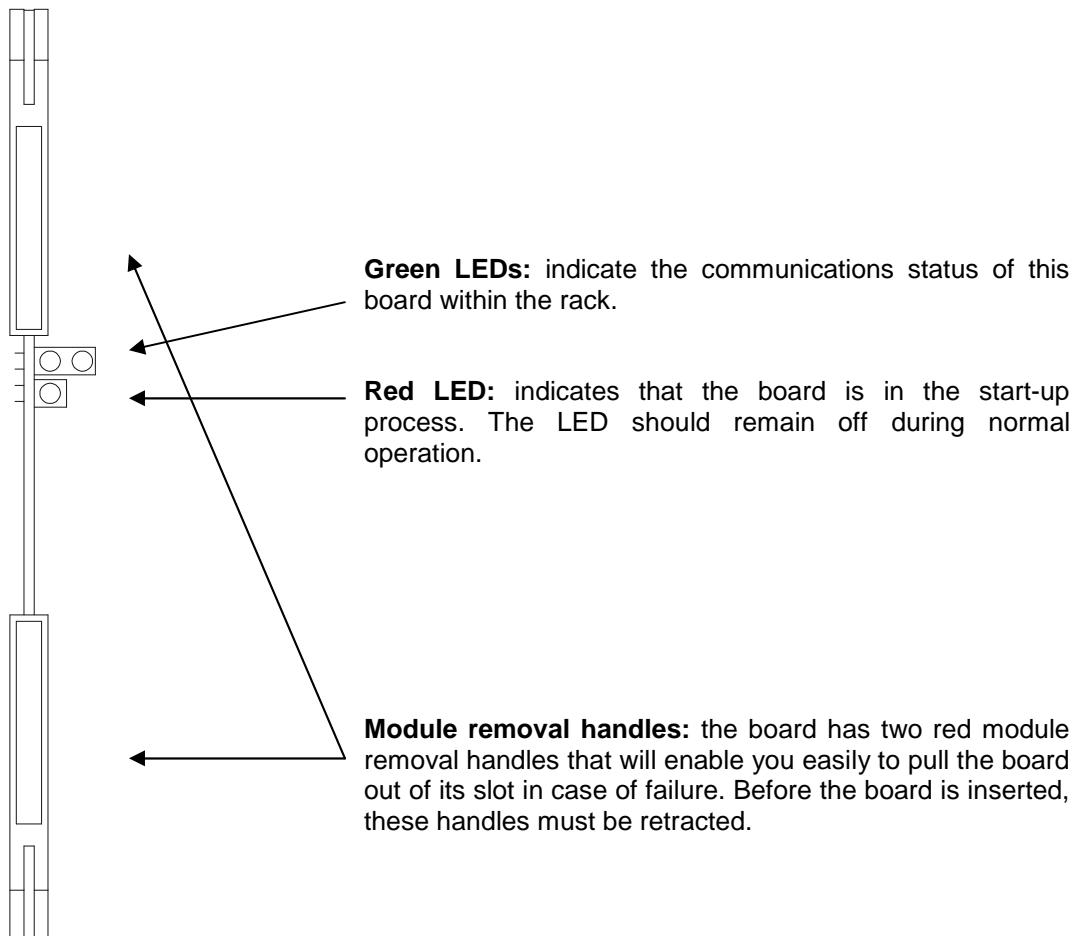 Green LEDs: indicate the communications status of this
board within the rack.
Red LED: indicates that the board is in the start-up
process. The LED should remain off during normal
operation.
Module removal handles: the board has two red module
removal handles that will enable you easily to pull the board
out of its slot in case of failure. Before the board is inserted,
these handles must be retracted.